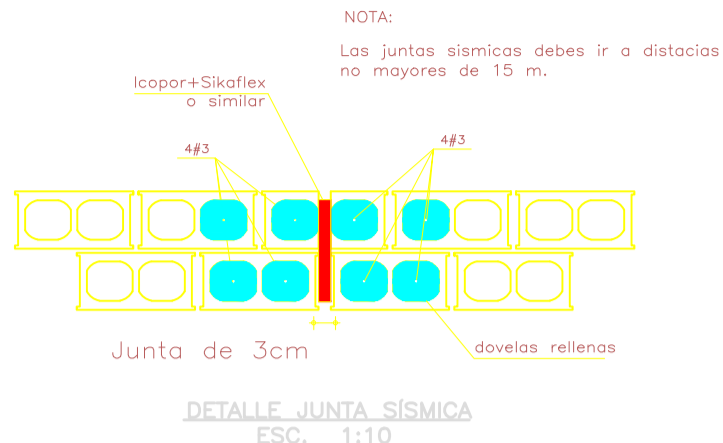 NOTA:
Las juntas sismicas debes ir a distacias
no mayores de 15 m.
Icopor+Sikaflex
o similar
4#3
4#3
Junta de 3cm
dovelas rellenas
DETALLE JUNTA SÍSMICA
ESC. 1:10